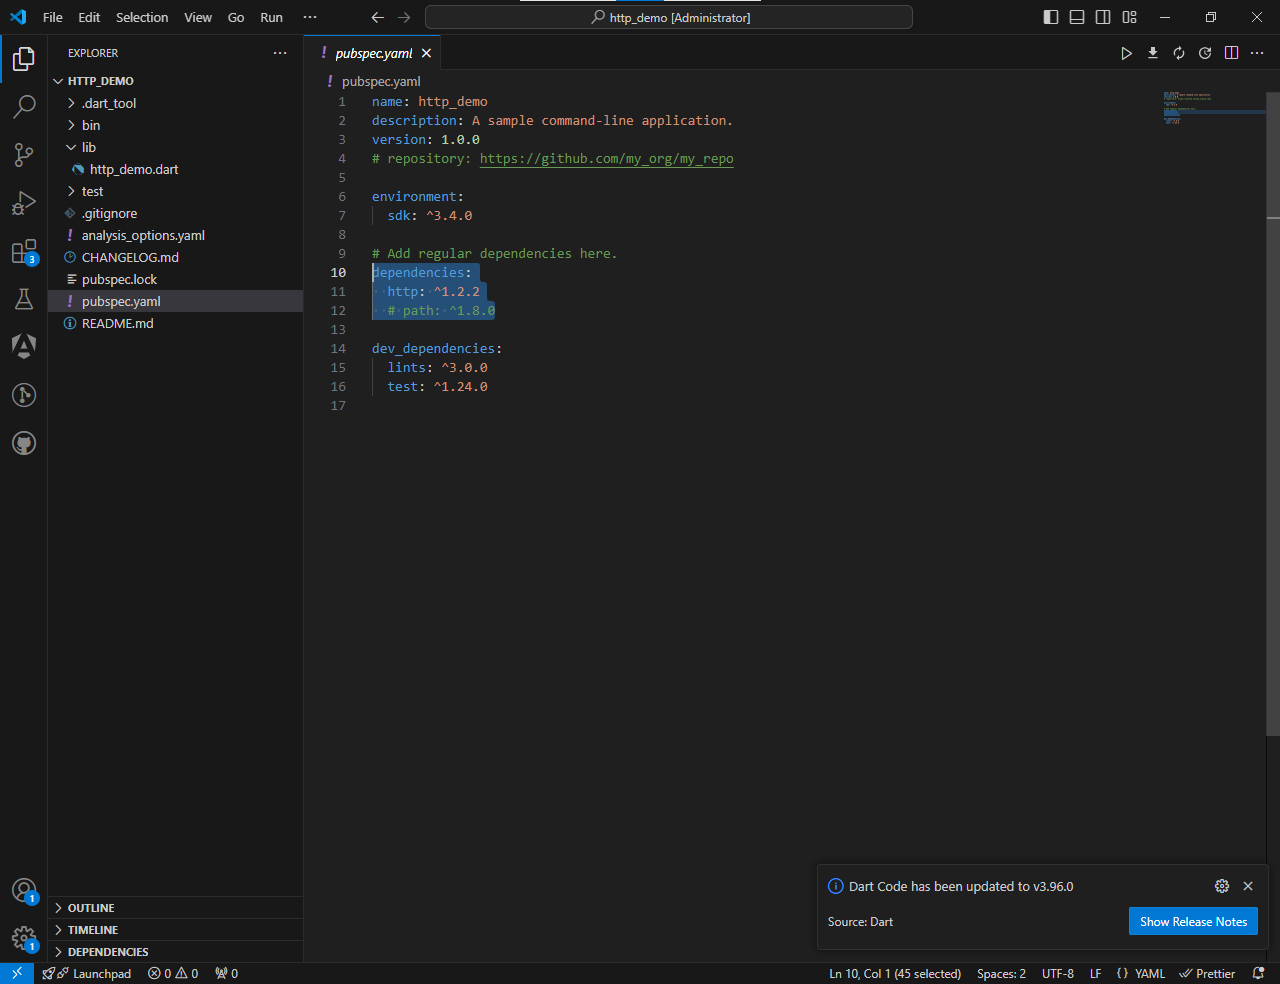 File Edit Selection View Go Run ···
http_demo [Administrator]
EXPLORER
pubspec.yaml
HTTP_DEMO
.dart_tool
bin
lib
http_demo.dart
test
.gitignore
analysis_options.yaml
CHANGELOG.md
pubspec.lock
pubspec.yaml
README.md
pubspec.yaml
1 name: http_demo
2 description: A sample command-line application.
3 version: 1.0.0
4 # repository: https://github.com/my_org/my_repo
5
6 environment:
7 sdk: ^3.4.0
8
9 # Add regular dependencies here.
10 dependencies:
11 http: ^1.2.2
12 # path: ^1.8.0
13
14 dev_dependencies:
15 lints: ^3.0.0
16 test: ^1.24.0
17
3
1
1
OUTLINE
TIMELINE
DEPENDENCIES
Dart Code has been updated to v3.96.0
Source: Dart
Show Release Notes
Launchpad 0 0 0
Ln 10, Col 1 (45 selected) Spaces: 2 UTF-8 LF {} YAML Prettier